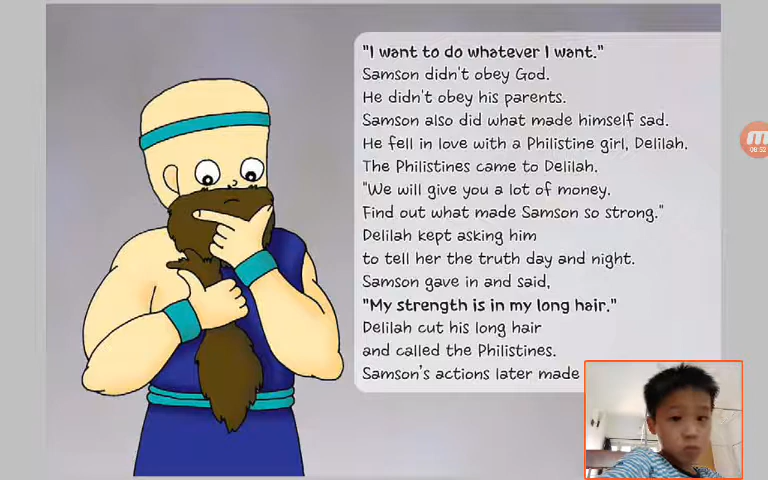 "I want to do whatever I want."
Samson didn't obey God.
He didn't obey his parents.
Samson also did what made himself sad.
He fell in love with a Philistine girl, Delilah.
The Philistines came to Delilah.
"We will give you a lot of money.
Find out what made Samson so strong."
Delilah kept asking him
to tell her the truth day and night.
Samson gave in and said,
"My strength is in my long hair."
Delilah cut his long hair
and called the Philistines.
Samson's actions later made
08:52